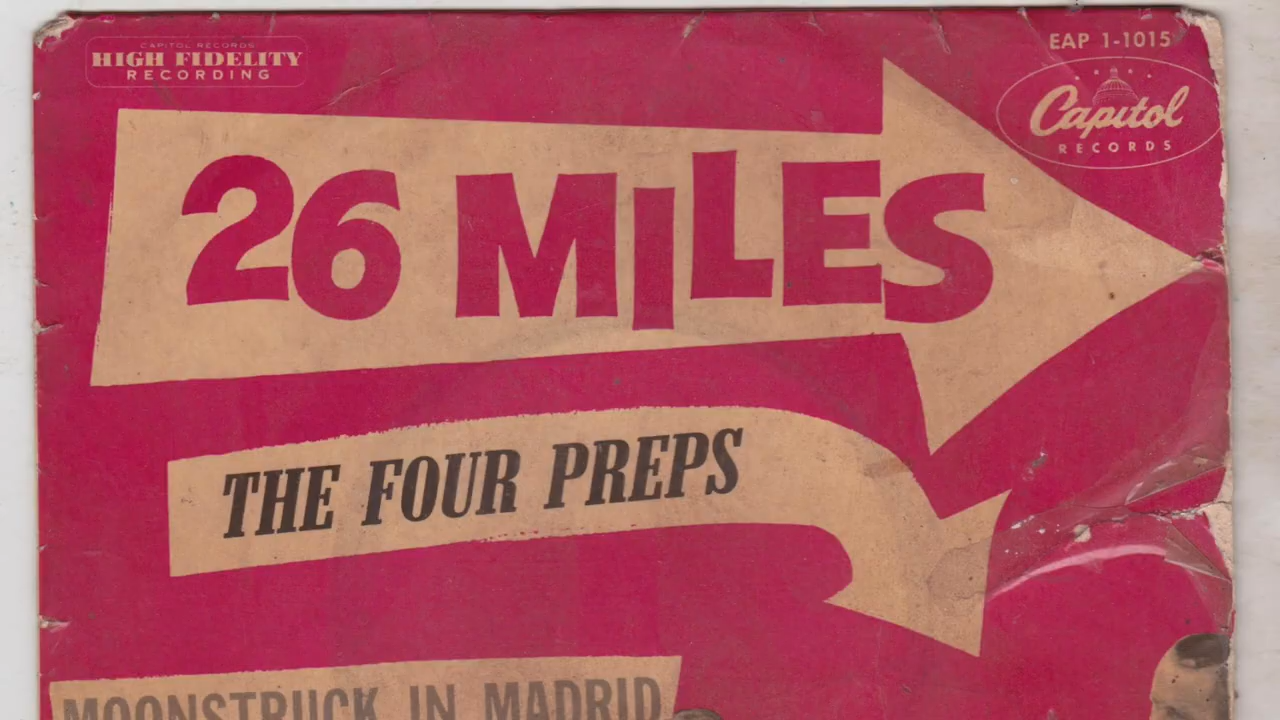 CAPITOL RECORDS
HIGH FIDELITY
RECORDING
EAP 1-1015
Capitol
RECORDS
26 MILES
THE FOUR PREPS
MOONSTRUCK IN MADRID